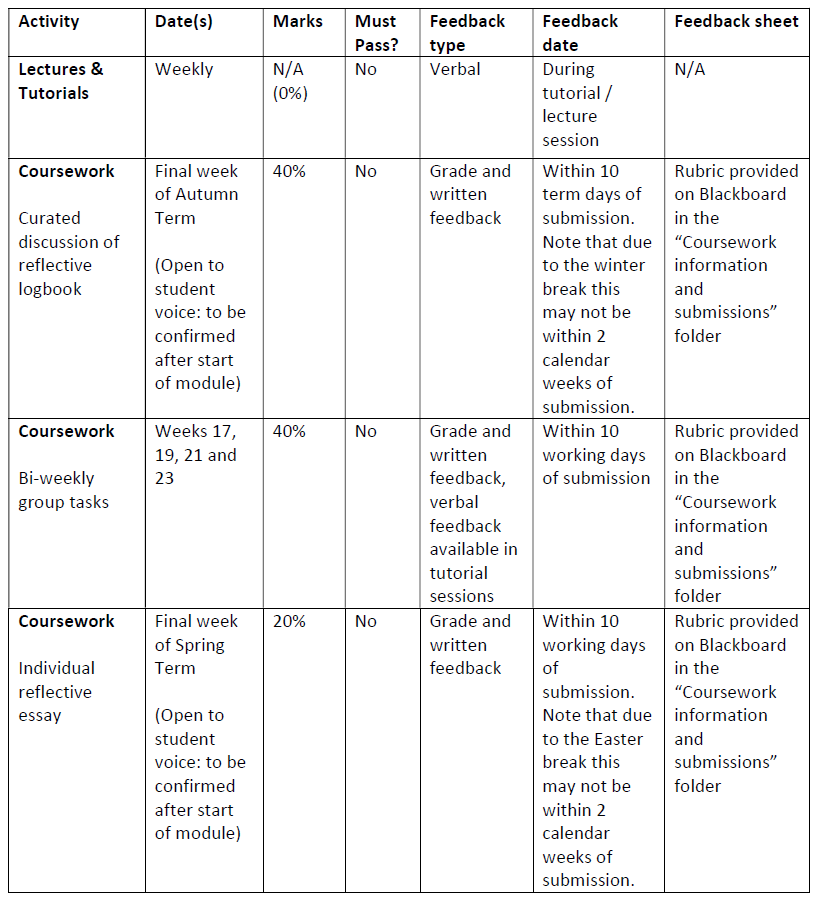 Activity
Date(s)
Marks
Must
Pass?
Feedback
type
Feedback
date
Feedback sheet
Lectures &
Tutorials
Weekly
N/A
(0%)
No
Verbal
During
tutorial /
lecture
session
N/A
Coursework
Curated
discussion of
reflective
logbook
Final week
of Autumn
Term
(Open to
student
voice: to be
confirmed
after start
of module)
40%
No
Grade and
written
feedback
Within 10
term days of
submission.
Note that due
to the winter
break this
may not be
within 2
calendar
weeks of
submission.
Rubric provided
on Blackboard
in the
“Coursework
information
and
submissions”
folder
Coursework
Bi-weekly
group tasks
Weeks 17,
19, 21 and
23
40%
No
Grade and
written
feedback,
verbal
feedback
available in
tutorial
sessions
Within 10
working days
of submission
Rubric provided
on Blackboard
in the
“Coursework
information
and
submissions”
folder
Coursework
Individual
reflective
essay
Final week
of Spring
Term
(Open to
student
voice: to be
confirmed
after start
of module)
20%
No
Grade and
written
feedback
Within 10
working days
of
submission.
Note that due
to the Easter
break this
may not be
within 2
calendar
weeks of
submission.
Rubric provided
on Blackboard
in the
“Coursework
information
and
submissions”
folder